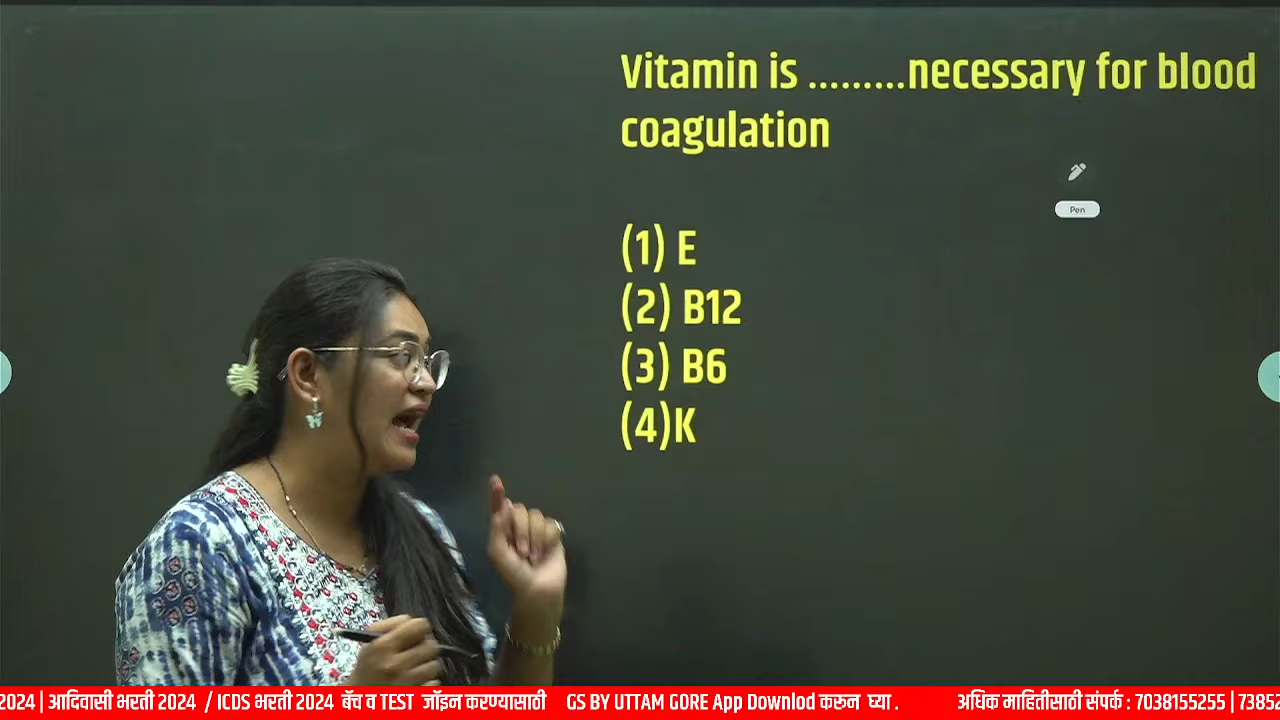 Vitamin is .........necessary for blood
coagulation
Pen
(1) E
(2) B12
(3) B6
(4)K
2024 | आदिवासी भरती 2024 / ICDS भरती 2024 बॅच व TEST जॉइन करण्यासाठी GS BY UTTAM GORE App Downlod करून घ्या . अधिक माहितीसाठी संपर्क : 7038155255 | 7385